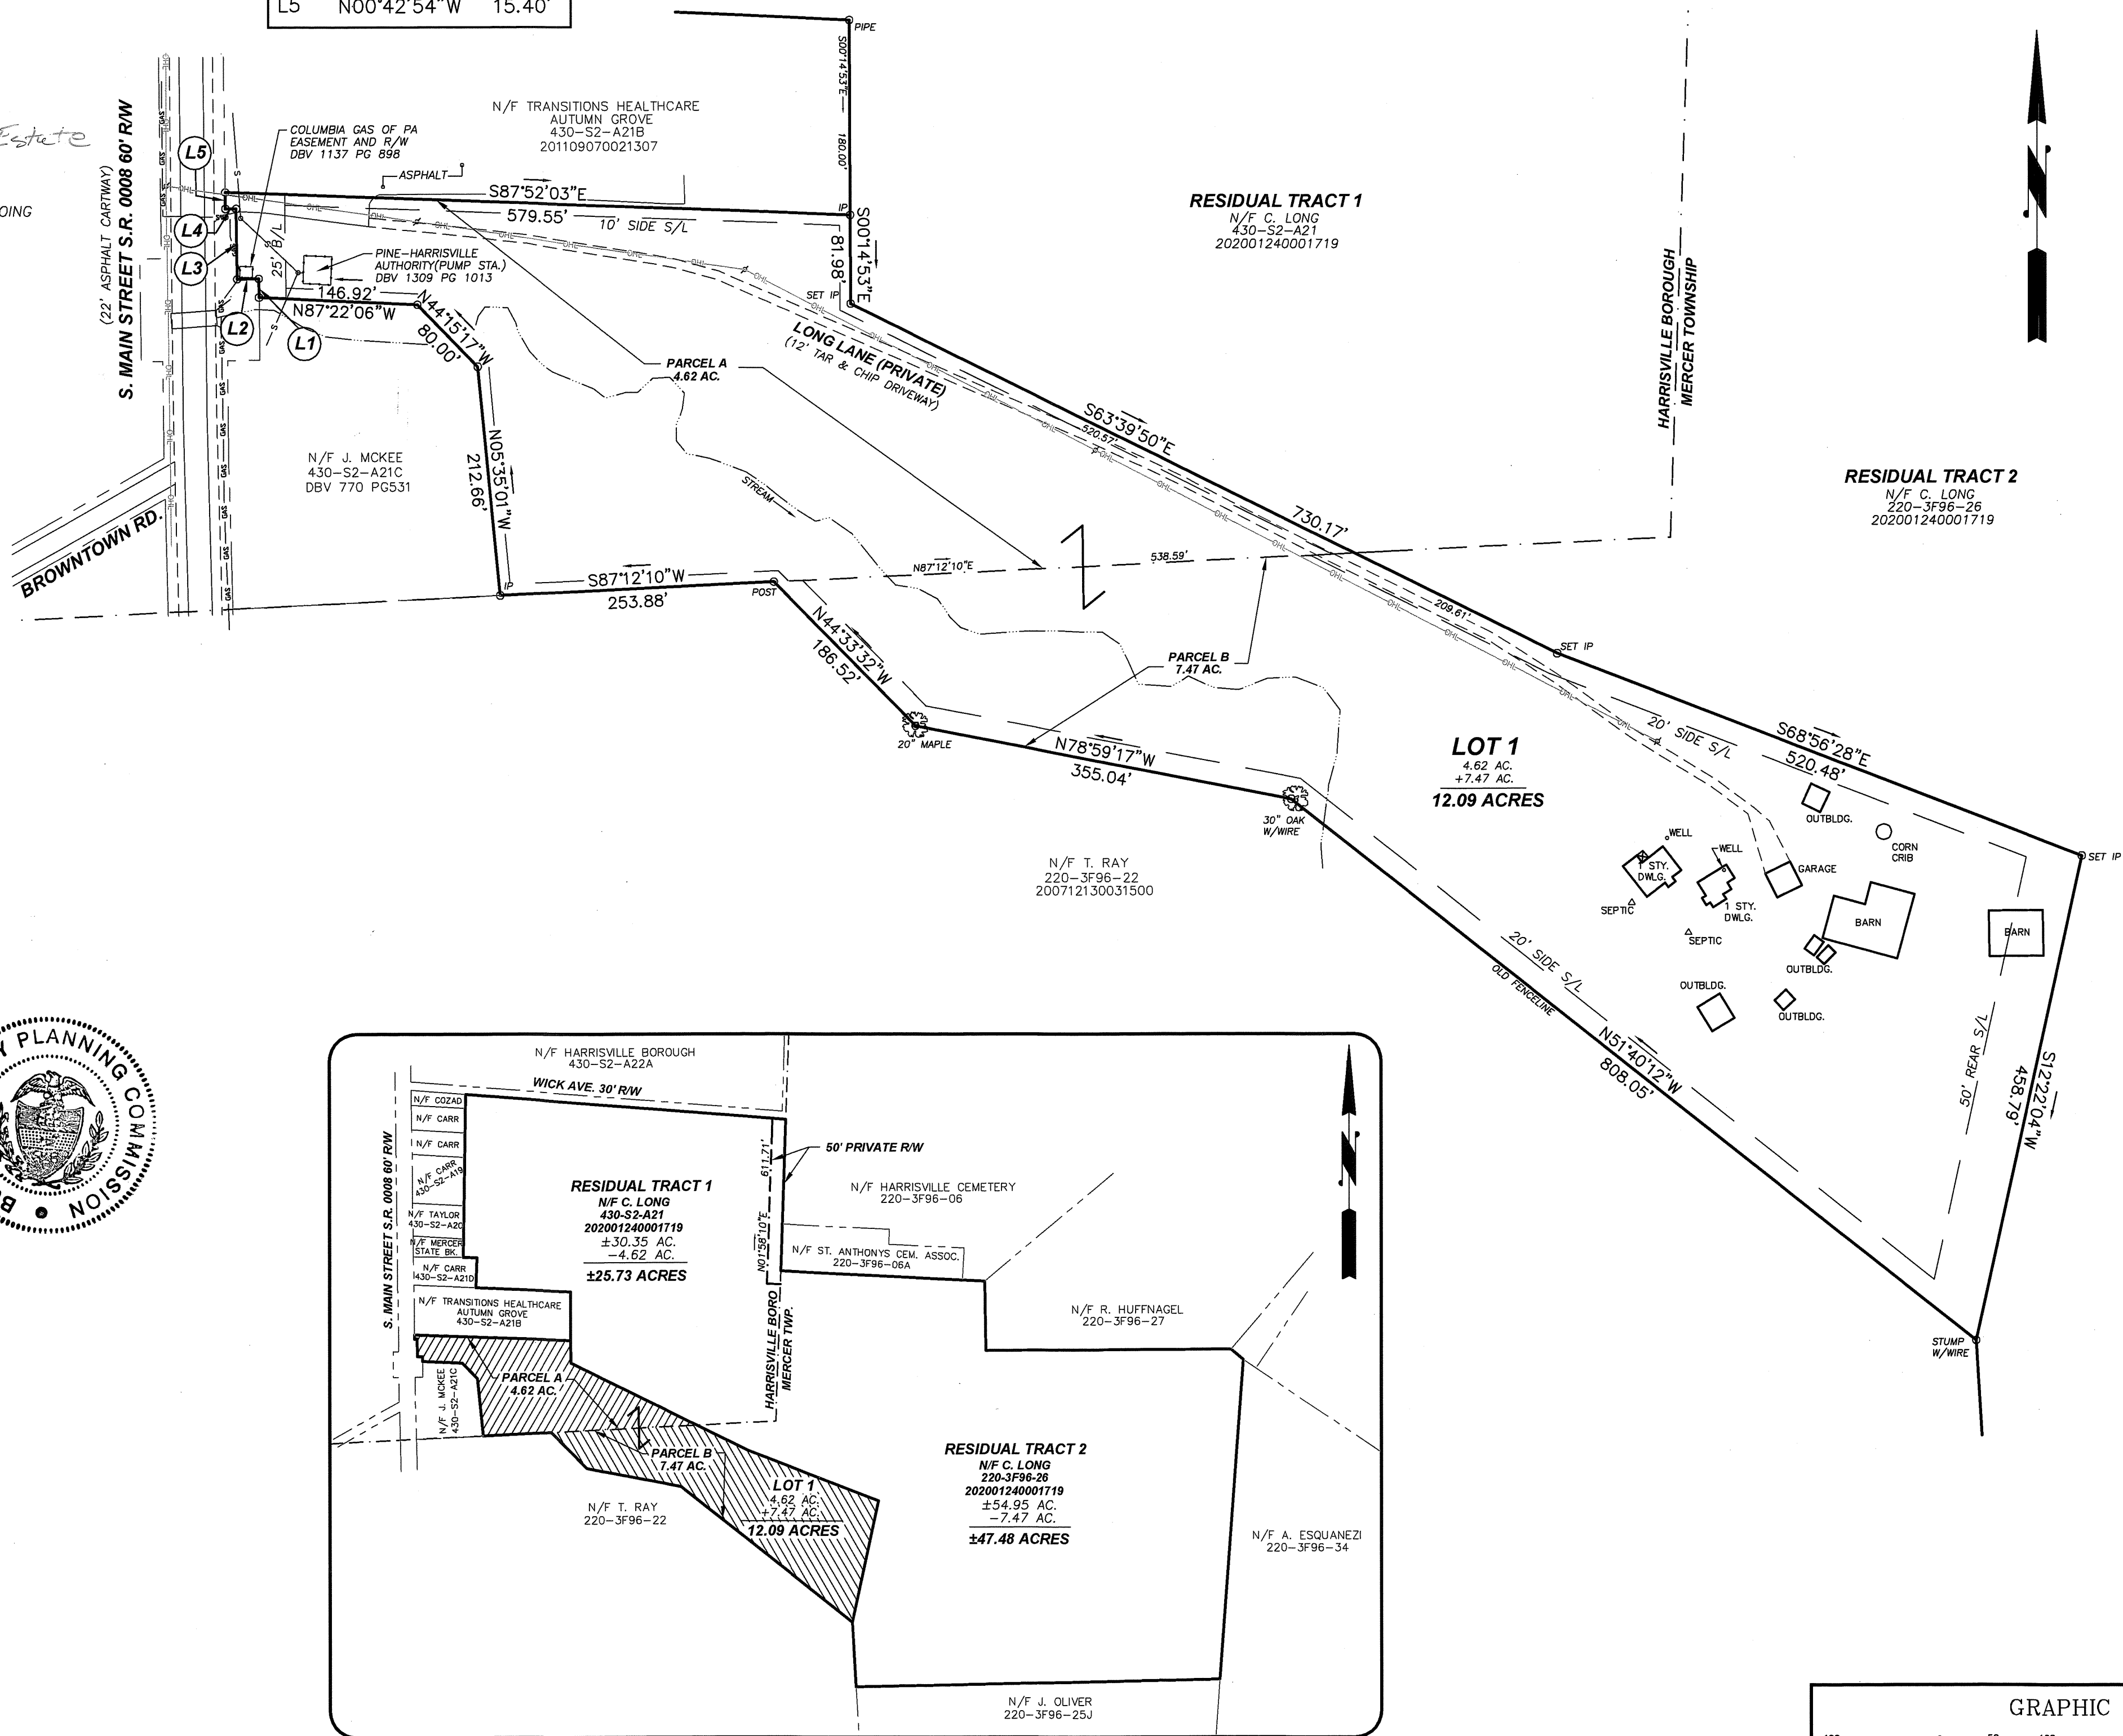 L5 N00°42'54"W 15.40'
Estate
OING
PIPE
S00°14'53"E
180.00'
N/F TRANSITIONS HEALTHCARE
AUTUMN GROVE
430-S2-A21B
201109070021307
COLUMBIA GAS OF PA
EASEMENT AND R/W
DBV 1137 PG 898
L5
L4
L3
L2
L1
ASPHALT
S87°52'03"E
579.55'
10' SIDE S/L
IP
S00°14'53"E
81.98'
SET IP
25' B/L
PINE-HARRISVILLE
AUTHORITY(PUMP STA.)
DBV 1309 PG 1013
146.92'
N87°22'06"W
N44°15'17"W
80.00'
(22' ASPHALT CARTWAY)
S. MAIN STREET S.R. 0008 60' R/W
GAS
OHL
N/F J. MCKEE
430-S2-A21C
DBV 770 PG531
N05°35'01"W
212.66'
BROWNTOWN RD.
PARCEL A
4.62 AC.
LONG LANE (PRIVATE)
(12' TAR & CHIP DRIVEWAY)
STREAM
S63°39'50"E
520.57'
730.17'
209.61'
RESIDUAL TRACT 1
N/F C. LONG
430-S2-A21
202001240001719
HARRISVILLE BOROUGH
MERCER TOWNSHIP
RESIDUAL TRACT 2
N/F C. LONG
220-3F96-26
202001240001719
N87°12'10"E
538.59'
IP
S87°12'10"W
253.88'
POST
N44°33'32"W
186.52'
20" MAPLE
PARCEL B
7.47 AC.
N78°59'17"W
355.04'
30" OAK
W/WIRE
SET IP
20' SIDE S/L
S68°56'28"E
520.48'
SET IP
LOT 1
4.62 AC.
+7.47 AC.
12.09 ACRES
OUTBLDG.
CORN
CRIB
WELL
1 STY.
DWLG.
WELL
1 STY.
DWLG.
GARAGE
SEPTIC
SEPTIC
BARN
BARN
OUTBLDG.
OUTBLDG.
OUTBLDG.
N/F T. RAY
220-3F96-22
200712130031500
20' SIDE S/L
OLD FENCELINE
N51°40'12"W
808.05'
50' REAR S/L
S12°22'04"W
458.79'
STUMP
W/WIRE
Y PLANNING COMMISSION
N/F HARRISVILLE BOROUGH
430-S2-A22A
WICK AVE. 30' R/W
S. MAIN STREET S.R. 0008 60' R/W
N/F COZAD
N/F CARR
N/F CARR
N/F CARR
430-S2-A19
N/F TAYLOR
430-S2-A20
N/F MERCER
STATE BK.
N/F CARR
430-S2-A21D
N/F TRANSITIONS HEALTHCARE
AUTUMN GROVE
430-S2-A21B
RESIDUAL TRACT 1
N/F C. LONG
430-S2-A21
202001240001719
±30.35 AC.
-4.62 AC.
±25.73 ACRES
611.71'
N01°58'10"E
50' PRIVATE R/W
N/F HARRISVILLE CEMETERY
220-3F96-06
N/F ST. ANTHONYS CEM. ASSOC.
220-3F96-06A
N/F R. HUFFNAGEL
220-3F96-27
HARRISVILLE BORO
MERCER TWP.
N/F J. MCKEE
430-S2-A21C
PARCEL A
4.62 AC.
PARCEL B
7.47 AC.
LOT 1
4.62 AC.
+7.47 AC.
12.09 ACRES
N/F T. RAY
220-3F96-22
RESIDUAL TRACT 2
N/F C. LONG
220-3F96-26
202001240001719
±54.95 AC.
-7.47 AC.
±47.48 ACRES
N/F A. ESQUANEZI
220-3F96-34
N/F J. OLIVER
220-3F96-25J
GRAPHIC